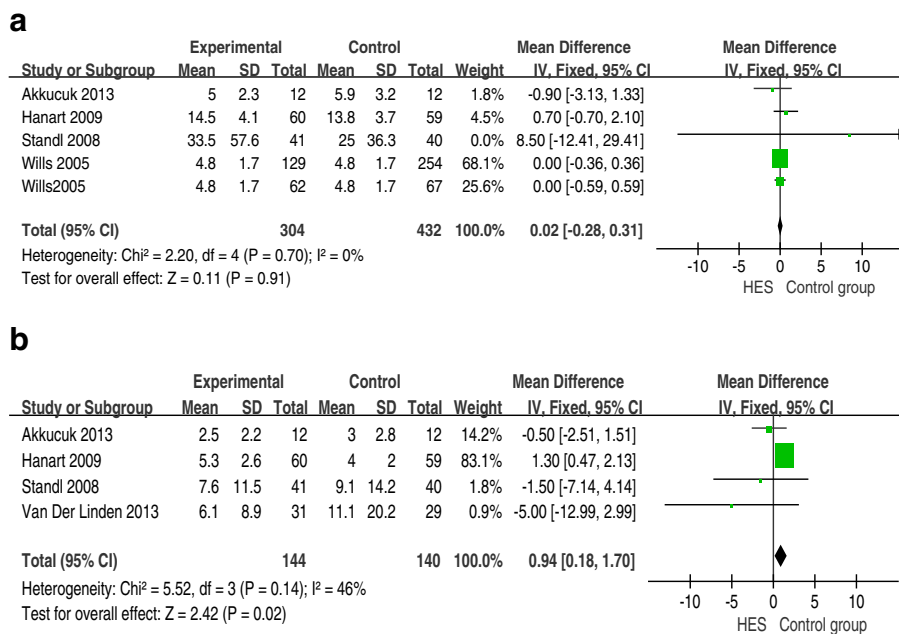 a
Experimental Control Mean Difference Mean Difference
Study or Subgroup Mean SD Total Mean SD Total Weight IV, Fixed, 95% CI IV, Fixed, 95% CI
Akkucuk 2013 5 2.3 12 5.9 3.2 12 1.8% -0.90 [-3.13, 1.33]
Hanart 2009 14.5 4.1 60 13.8 3.7 59 4.5% 0.70 [-0.70, 2.10]
Standl 2008 33.5 57.6 41 25 36.3 40 0.0% 8.50 [-12.41, 29.41]
Wills 2005 4.8 1.7 129 4.8 1.7 254 68.1% 0.00 [-0.36, 0.36]
Wills2005 4.8 1.7 62 4.8 1.7 67 25.6% 0.00 [-0.59, 0.59]
Total (95% CI) 304 432 100.0% 0.02 [-0.28, 0.31]
Heterogeneity: Chi² = 2.20, df = 4 (P = 0.70); I² = 0%
Test for overall effect: Z = 0.11 (P = 0.91)
-10 -5 0 5 10
HES Control group
b
Experimental Control Mean Difference Mean Difference
Study or Subgroup Mean SD Total Mean SD Total Weight IV, Fixed, 95% CI IV, Fixed, 95% CI
Akkucuk 2013 2.5 2.2 12 3 2.8 12 14.2% -0.50 [-2.51, 1.51]
Hanart 2009 5.3 2.6 60 4 2 59 83.1% 1.30 [0.47, 2.13]
Standl 2008 7.6 11.5 41 9.1 14.2 40 1.8% -1.50 [-7.14, 4.14]
Van Der Linden 2013 6.1 8.9 31 11.1 20.2 29 0.9% -5.00 [-12.99, 2.99]
Total (95% CI) 144 140 100.0% 0.94 [0.18, 1.70]
Heterogeneity: Chi² = 5.52, df = 3 (P = 0.14); I² = 46%
Test for overall effect: Z = 2.42 (P = 0.02)
-10 -5 0 5 10
HES Control group